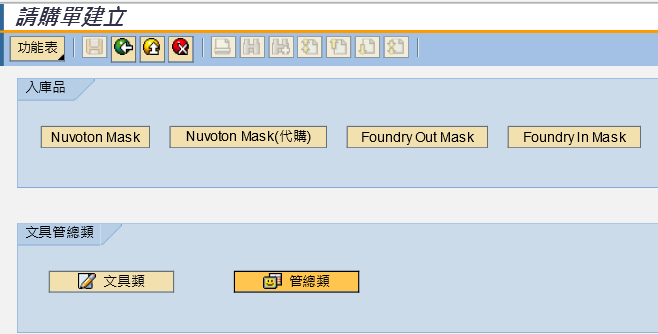 請購單建立
功能表
入庫品
Nuvoton Mask
Nuvoton Mask(代購)
Foundry Out Mask
Foundry In Mask
文具管總類
文具類
管總類